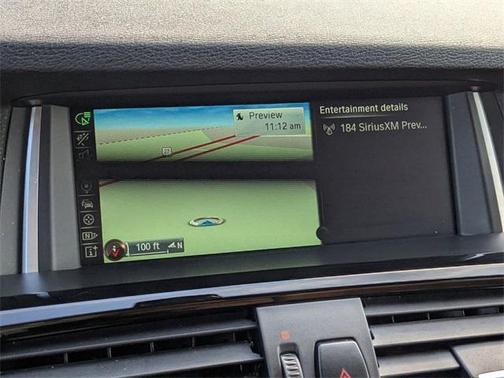 Preview
11:12 am
Entertainment details
184 SiriusXM Prev...
100 ft
N
N